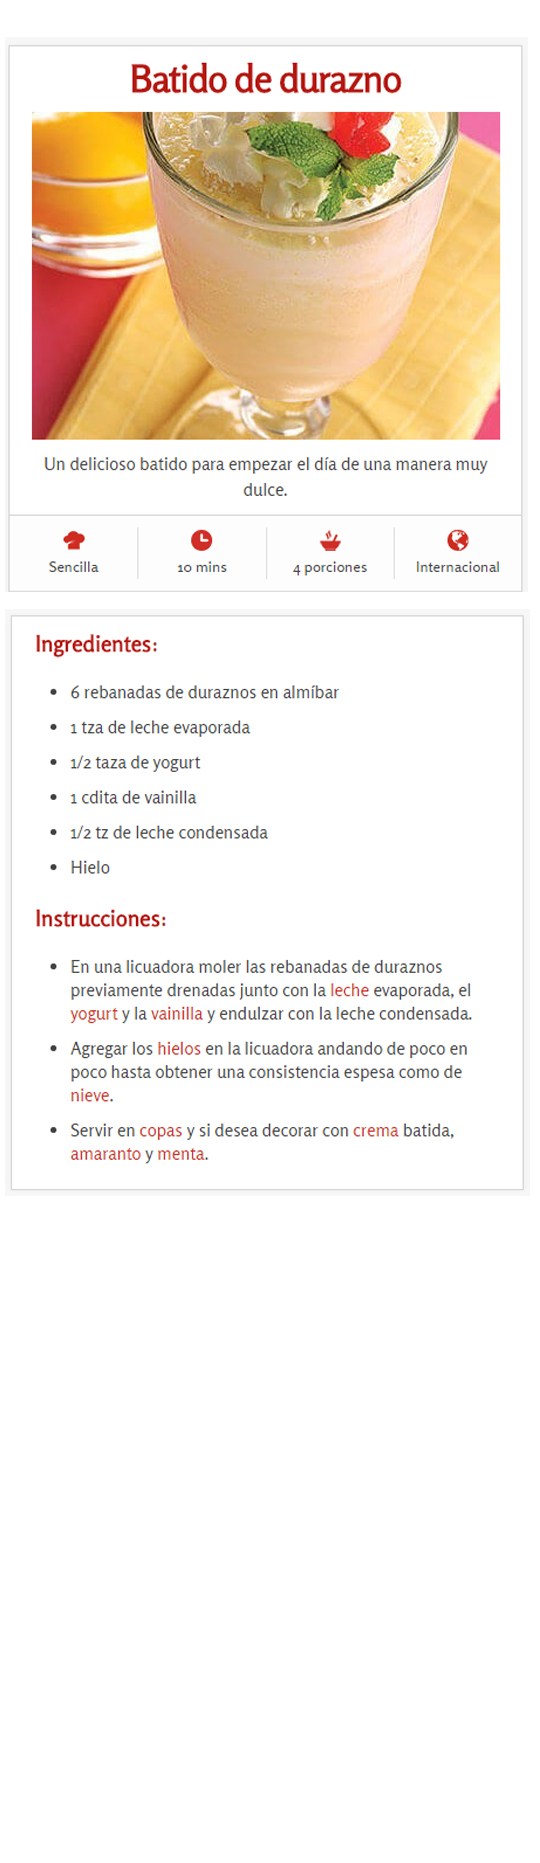 Batido de durazno
Un delicioso batido para empezar el día de una manera muy
dulce.
Sencilla
10 mins
4 porciones
Internacional
Ingredientes:
• 6 rebanadas de duraznos en almíbar
• 1 tza de leche evaporada
• 1/2 taza de yogurt
• 1 cdita de vainilla
• 1/2 tz de leche condensada
• Hielo
Instrucciones:
• En una licuadora moler las rebanadas de duraznos
previamente drenadas junto con la leche evaporada, el
yogurt y la vainilla y endulzar con la leche condensada.
• Agregar los hielos en la licuadora andando de poco en
poco hasta obtener una consistencia espesa como de
nieve.
• Servir en copas y si desea decorar con crema batida,
amaranto y menta.